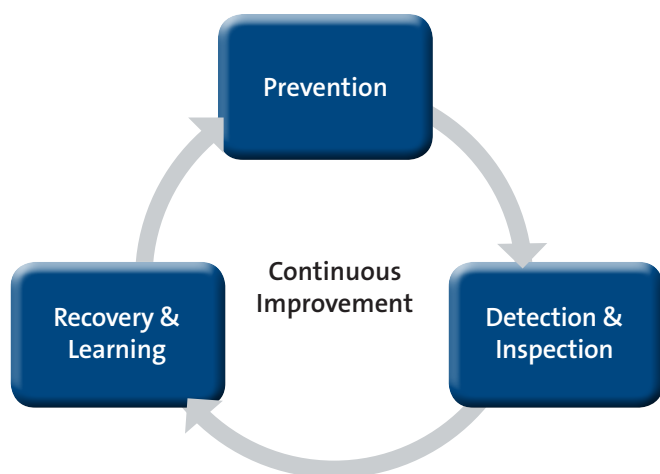 Prevention
Continuous
Improvement
Recovery &
Learning
Detection &
Inspection